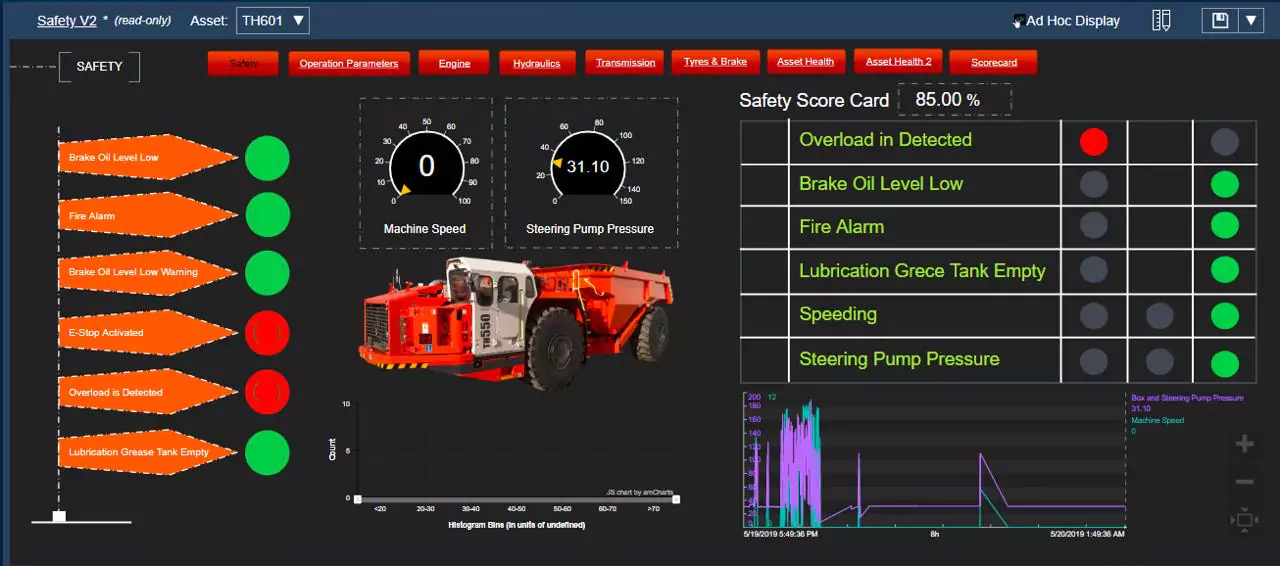 Safety V2 * (read-only) Asset: TH601 ▼
Ad Hoc Display
SAFETY
Safety
Operation Parameters
Engine
Hydraulics
Transmission
Tyres & Brake
Asset Health
Asset Health 2
Scorecard
Brake Oil Level Low
Fire Alarm
Brake Oil Level Low Warning
E-Stop Activated
Overload is Detected
Lubrication Grease Tank Empty
0 10 20 30 40 50 60 70 80 90 100
0
Machine Speed
0 20 40 60 80 100 120 140 150
31.10
Steering Pump Pressure
TH550
10
5
0
Count
JS chart by amCharts
<20 20-30 30-40 40-50 50-60 60-70 >70
Histogram Bins (in units of undefined)
Safety Score Card 85.00 %
Overload in Detected
Brake Oil Level Low
Fire Alarm
Lubrication Grece Tank Empty
Speeding
Steering Pump Pressure
200 12
180
160
140
120
100
80
60
40
20
0 0
Box and Steering Pump Pressure
31.10
Machine Speed
0
5/19/2019 5:49:36 PM 8h 5/20/2019 1:49:36 AM